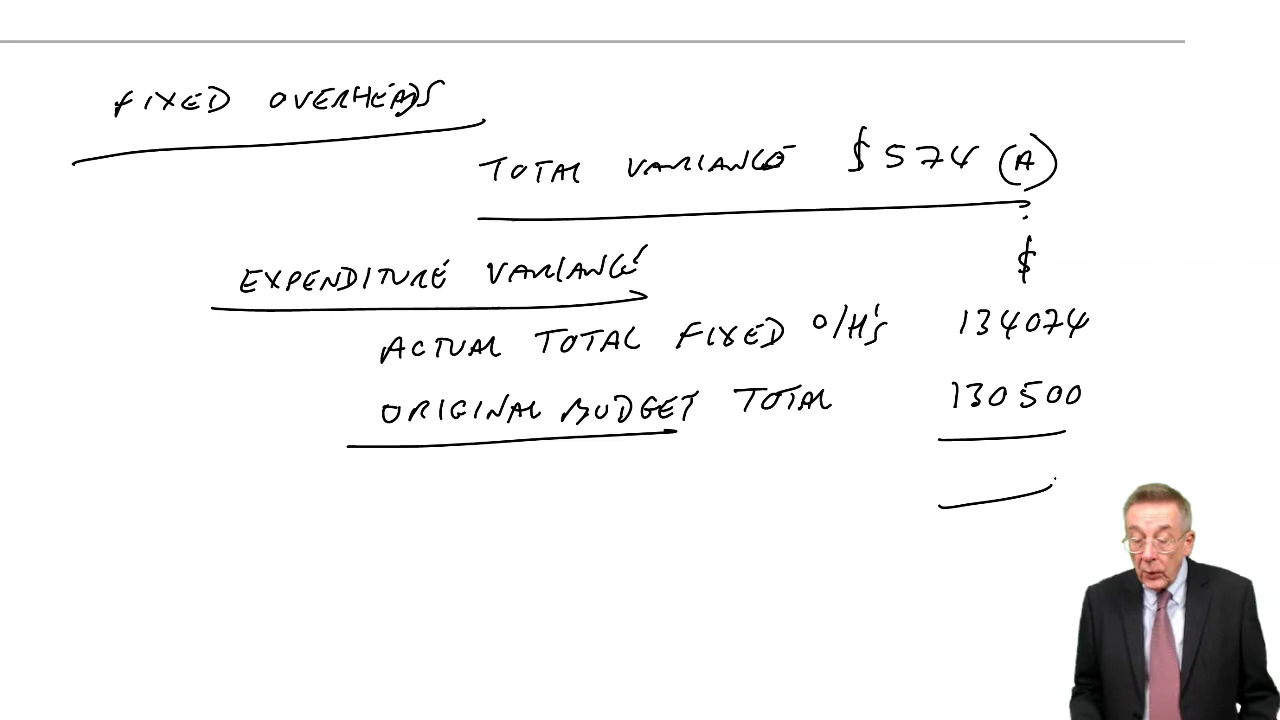 FIXED OVERHEADS
TOTAL VARIANCE $574 (A)
$
EXPENDITURE VARIANCE
ACTUAL TOTAL FIXED O/H's 134074
ORIGINAL BUDGET TOTAL 130500